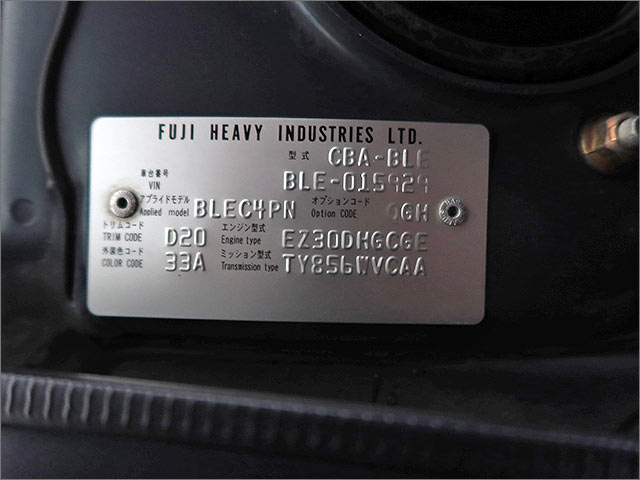 FUJI HEAVY INDUSTRIES LTD.
型式 CBA-BLE
車台番号 VIN BLE-015929
アプライドモデル Applied model BLEC4PN オプションコード Option CODE OGH
トリムコード TRIM CODE D20 エンジン型式 Engine type EZ30DHGCGE
外装色コード COLOR CODE 33A ミッション型式 Transmission type TY856WVCAA